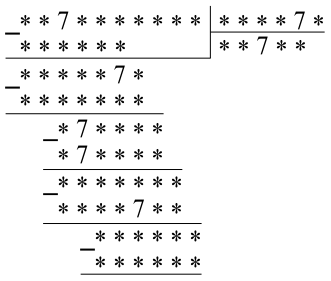 * * 7 * * * * * * * * * * * 7 *
− * * * * * * * * 7 * *
* * * * * 7 *
− * * * * * * *
* 7 * * * *
− * 7 * * * *
* * * * * * *
− * * * * 7 * *
* * * * * *
− * * * * * *